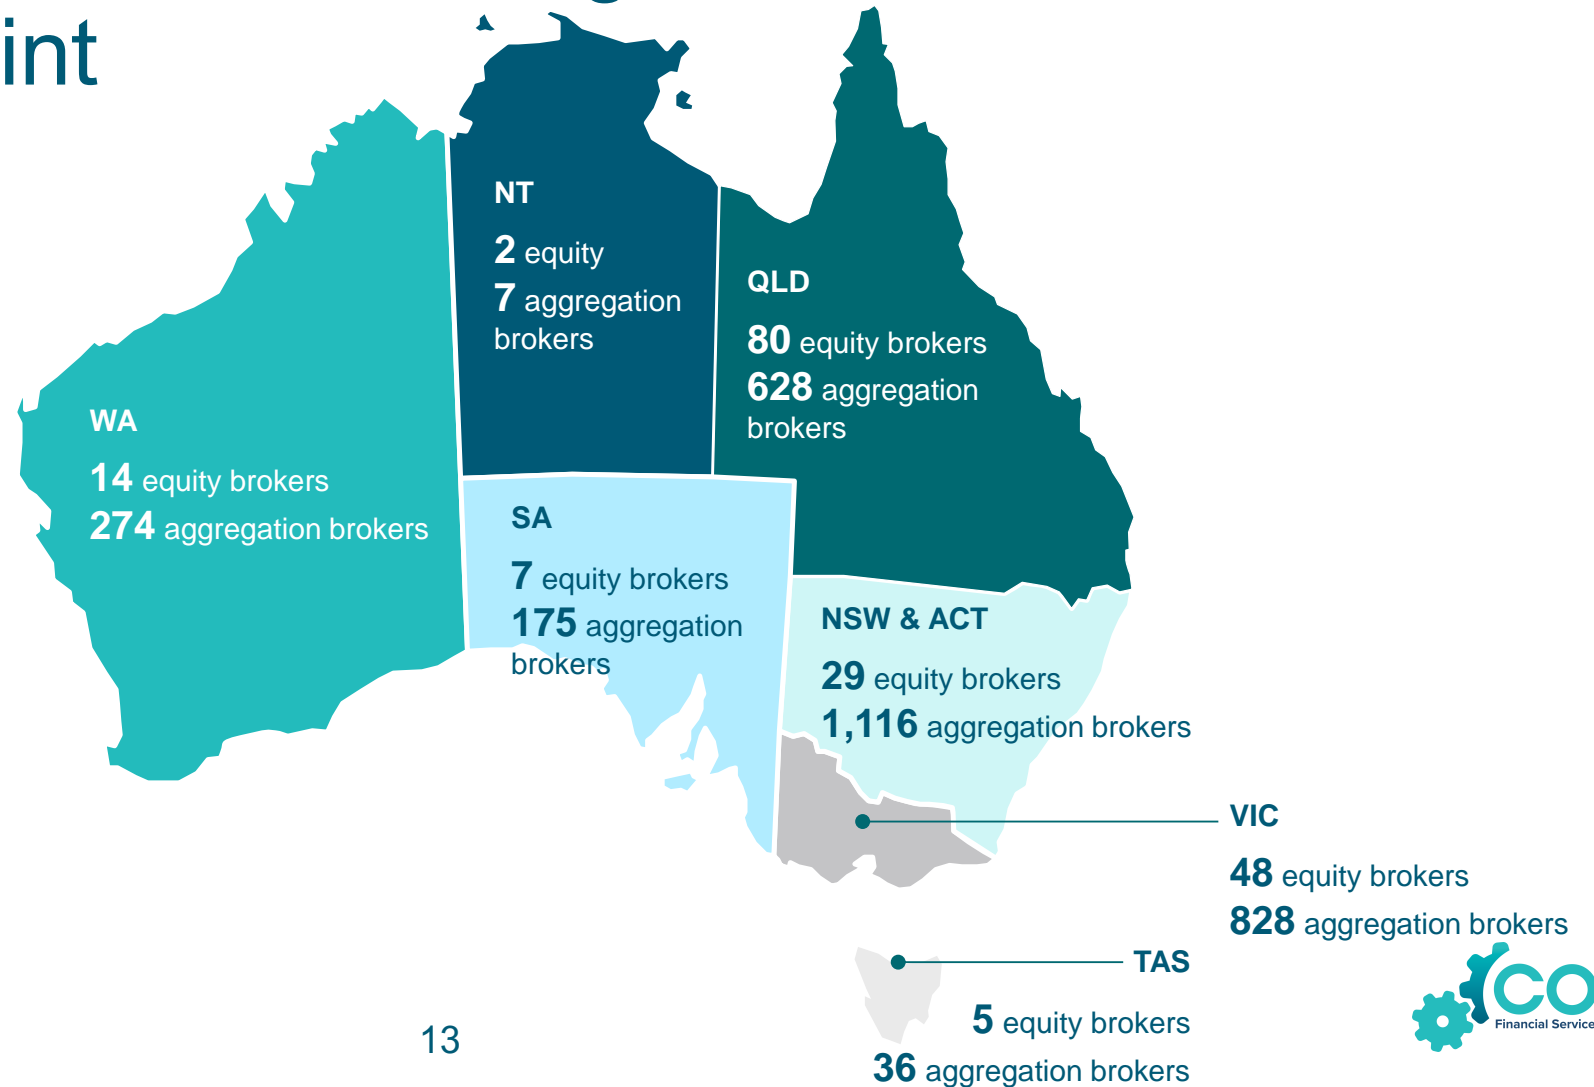 int
NT
2 equity
7 aggregation
brokers
QLD
80 equity brokers
628 aggregation
brokers
WA
14 equity brokers
274 aggregation brokers
SA
7 equity brokers
175 aggregation
brokers
NSW & ACT
29 equity brokers
1,116 aggregation brokers
VIC
48 equity brokers
828 aggregation brokers
TAS
5 equity brokers
36 aggregation brokers
CO
Financial Service
13